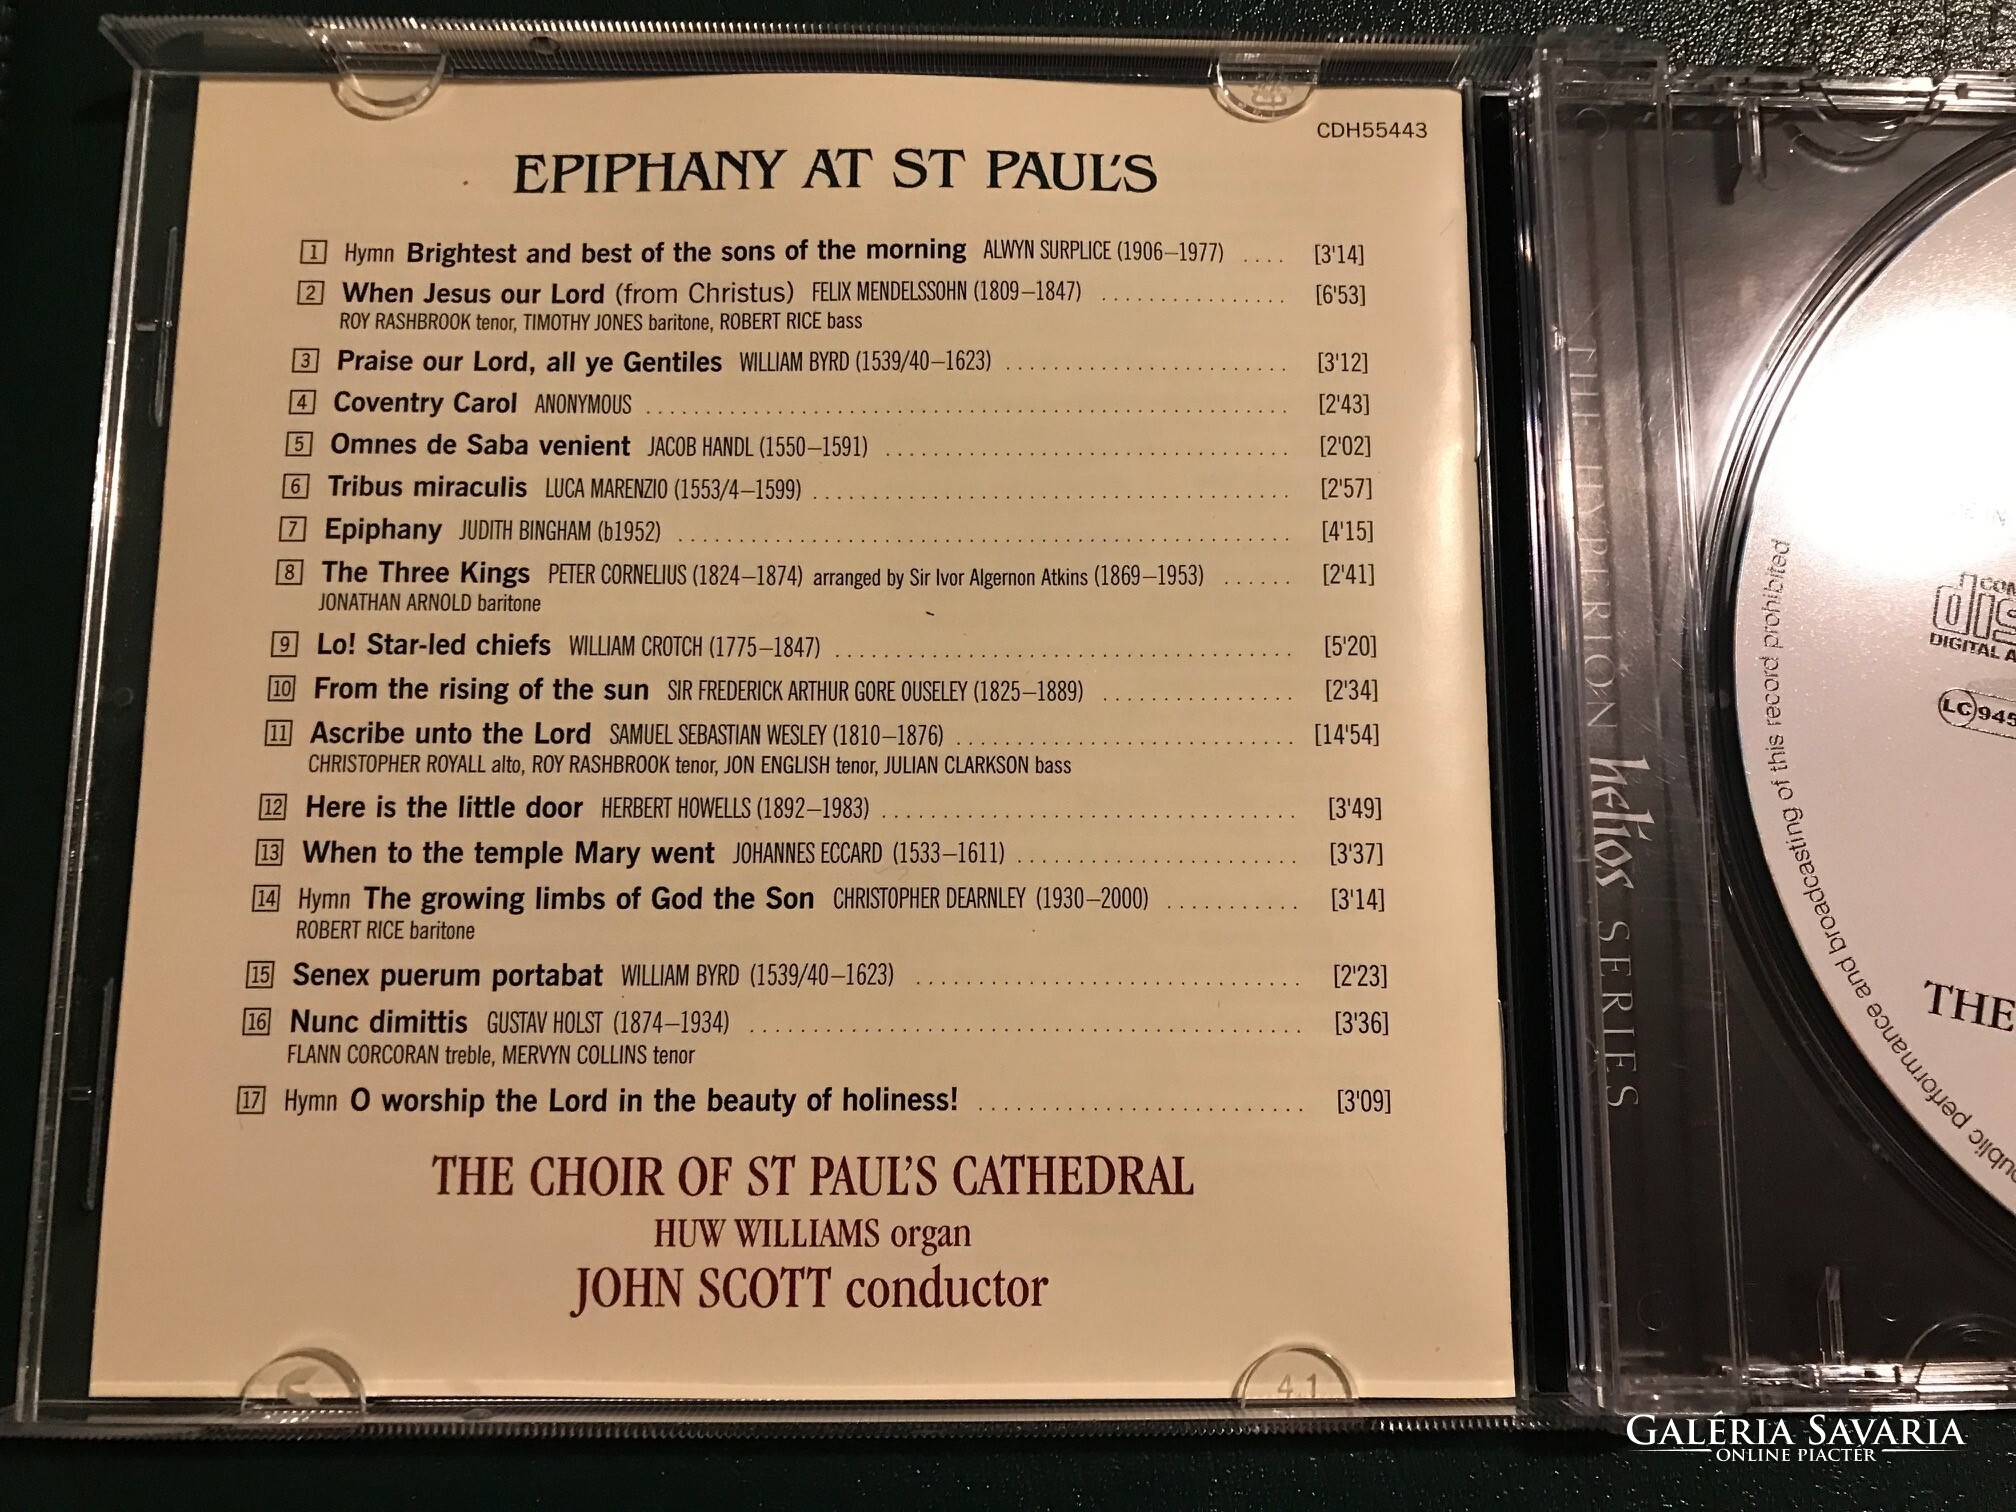 CDH55443
EPIPHANY AT ST PAUL'S
1 Hymn Brightest and best of the sons of the morning ALWYN SURPLICE (1906–1977) .... [3'14]
2 When Jesus our Lord (from Christus) FELIX MENDELSSOHN (1809–1847) ................ [6'53]
ROY RASHBROOK tenor, TIMOTHY JONES baritone, ROBERT RICE bass
3 Praise our Lord, all ye Gentiles WILLIAM BYRD (1539/40–1623) ........................ [3'12]
4 Coventry Carol ANONYMOUS ...................................................... [2'43]
5 Omnes de Saba venient JACOB HANDL (1550–1591) .................................. [2'02]
6 Tribus miraculis LUCA MARENZIO (1553/4–1599) ........................................ [2'57]
7 Epiphany JUDITH BINGHAM (b1952) .................................................... [4'15]
8 The Three Kings PETER CORNELIUS (1824–1874) arranged by Sir Ivor Algernon Atkins (1869–1953) ...... [2'41]
JONATHAN ARNOLD baritone
9 Lo! Star-led chiefs WILLIAM CROTCH (1775–1847) ....................................... [5'20]
10 From the rising of the sun SIR FREDERICK ARTHUR GORE OUSELEY (1825–1889) ................ [2'34]
11 Ascribe unto the Lord SAMUEL SEBASTIAN WESLEY (1810–1876) ............................. [14'54]
CHRISTOPHER ROYALL alto, ROY RASHBROOK tenor, JON ENGLISH tenor, JULIAN CLARKSON bass
12 Here is the little door HERBERT HOWELLS (1892–1983) ................................... [3'49]
13 When to the temple Mary went JOHANNES ECCARD (1533–1611) ........................ [3'37]
14 Hymn The growing limbs of God the Son CHRISTOPHER DEARNLEY (1930–2000) ........... [3'14]
ROBERT RICE baritone
15 Senex puerum portabat WILLIAM BYRD (1539/40–1623) ................................ [2'23]
16 Nunc dimittis GUSTAV HOLST (1874–1934) .............................................. [3'36]
FLANN CORCORAN treble, MERVYN COLLINS tenor
17 Hymn O worship the Lord in the beauty of holiness! ........................... [3'09]
THE CHOIR OF ST PAUL'S CATHEDRAL
HUW WILLIAMS organ
JOHN SCOTT conductor
4.1
THE HYPERION helios SERIES
of this record prohibited
performance and broadcasting
DIGITAL A
LC 945
THE
GALÉRIA SAVARIA
ONLINE PIACTÉR